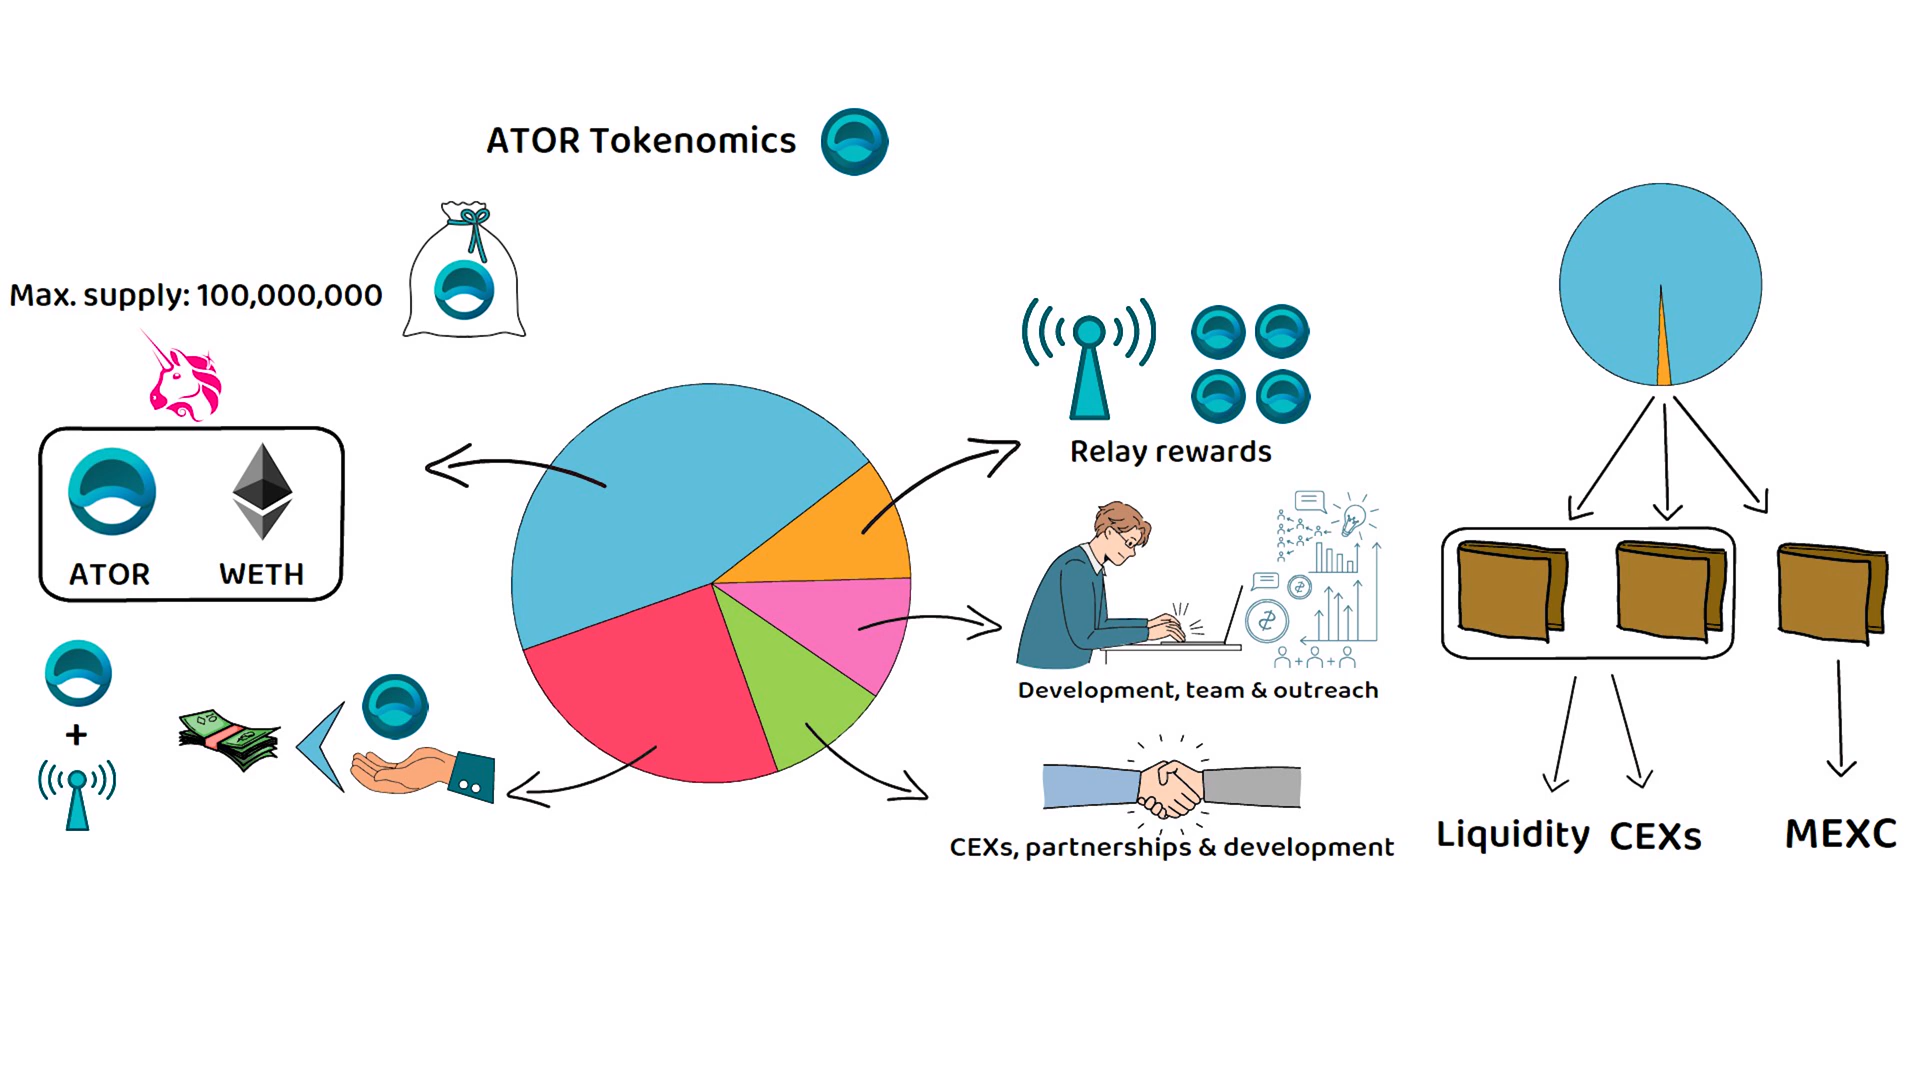 ATOR Tokenomics
Max. supply: 100,000,000
ATOR
WETH
+
Relay rewards
Development, team & outreach
CEXs, partnerships & development
Liquidity
CEXs
MEXC